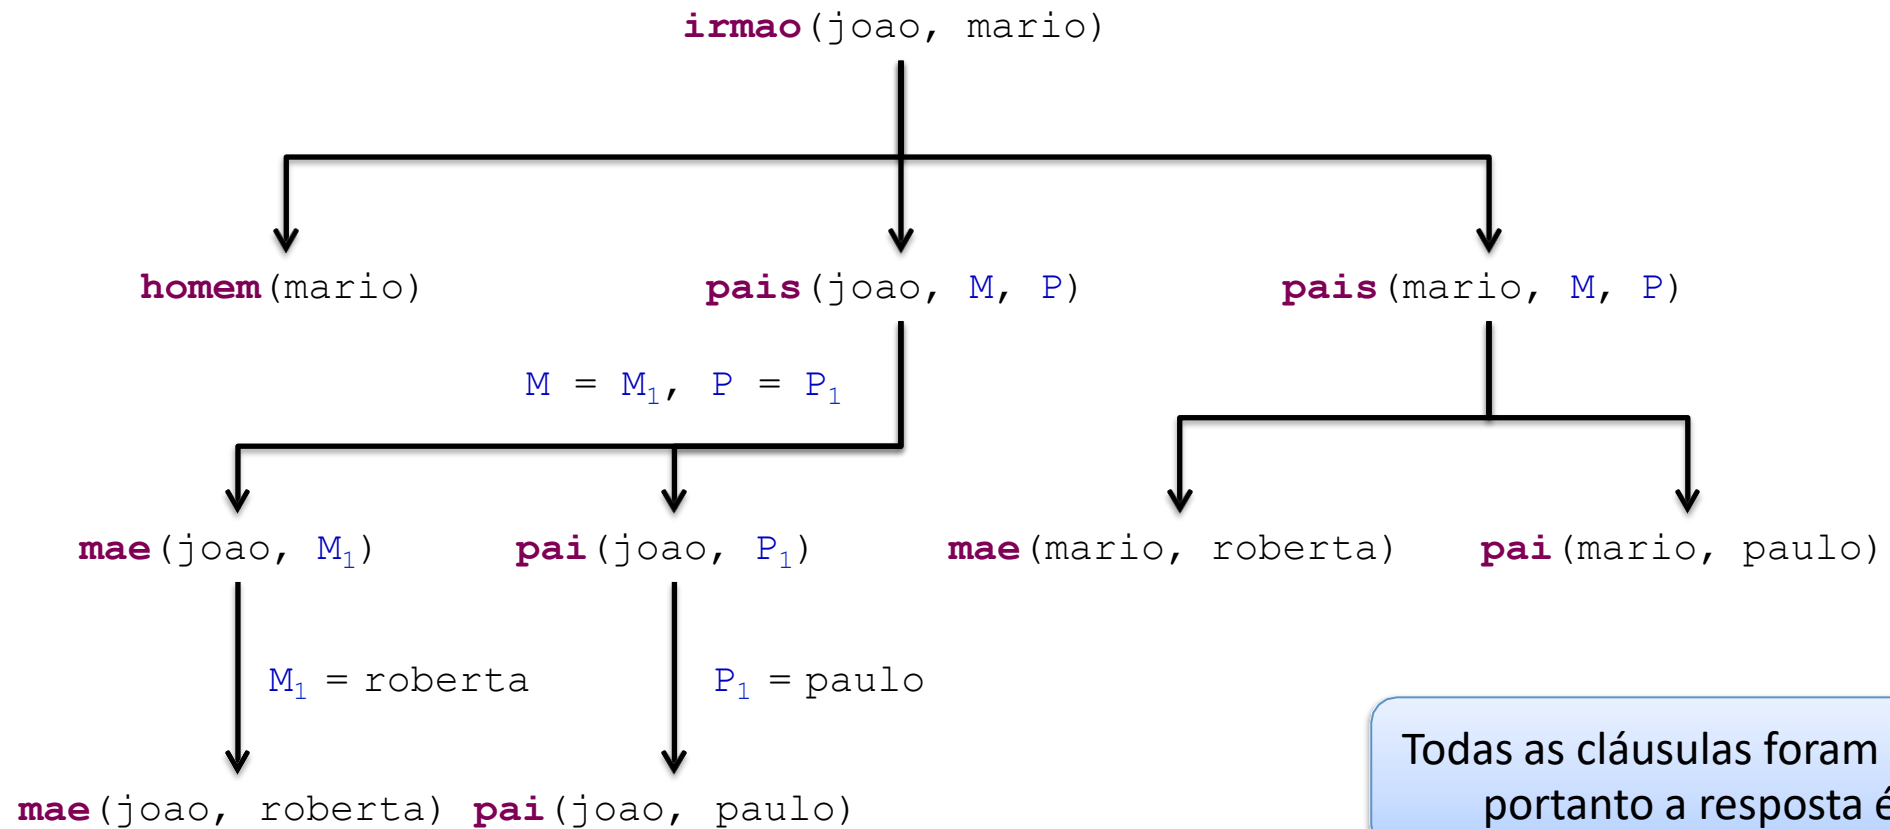 irmao(joao, mario)
homem(mario) pais(joao, M, P) pais(mario, M, P)
M = M₁, P = P₁
mae(joao, M₁) pai(joao, P₁) mae(mario, roberta) pai(mario, paulo)
M₁ = roberta P₁ = paulo
Todas as cláusulas foram
portanto a resposta é
mae(joao, roberta) pai(joao, paulo)